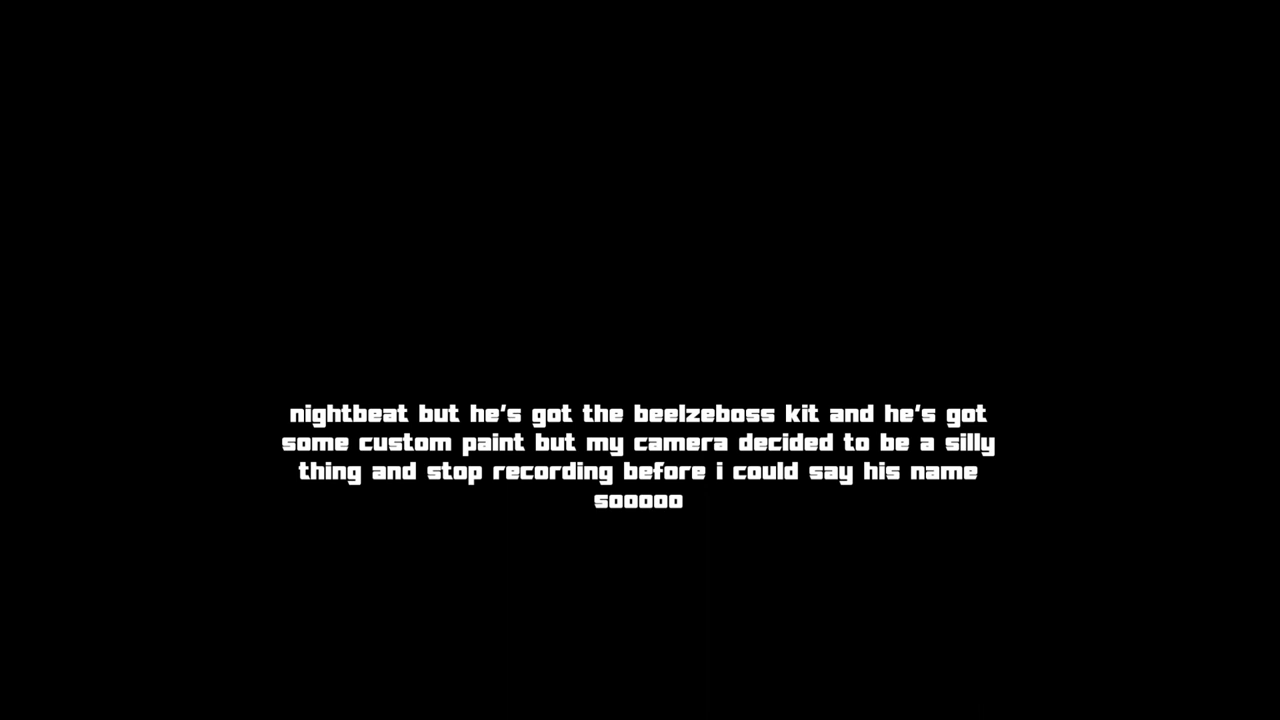 nightbeat but he's got the beelzeboss kit and he's got
some custom paint but my camera decided to be a silly
thing and stop recording before i could say his name
sooooo